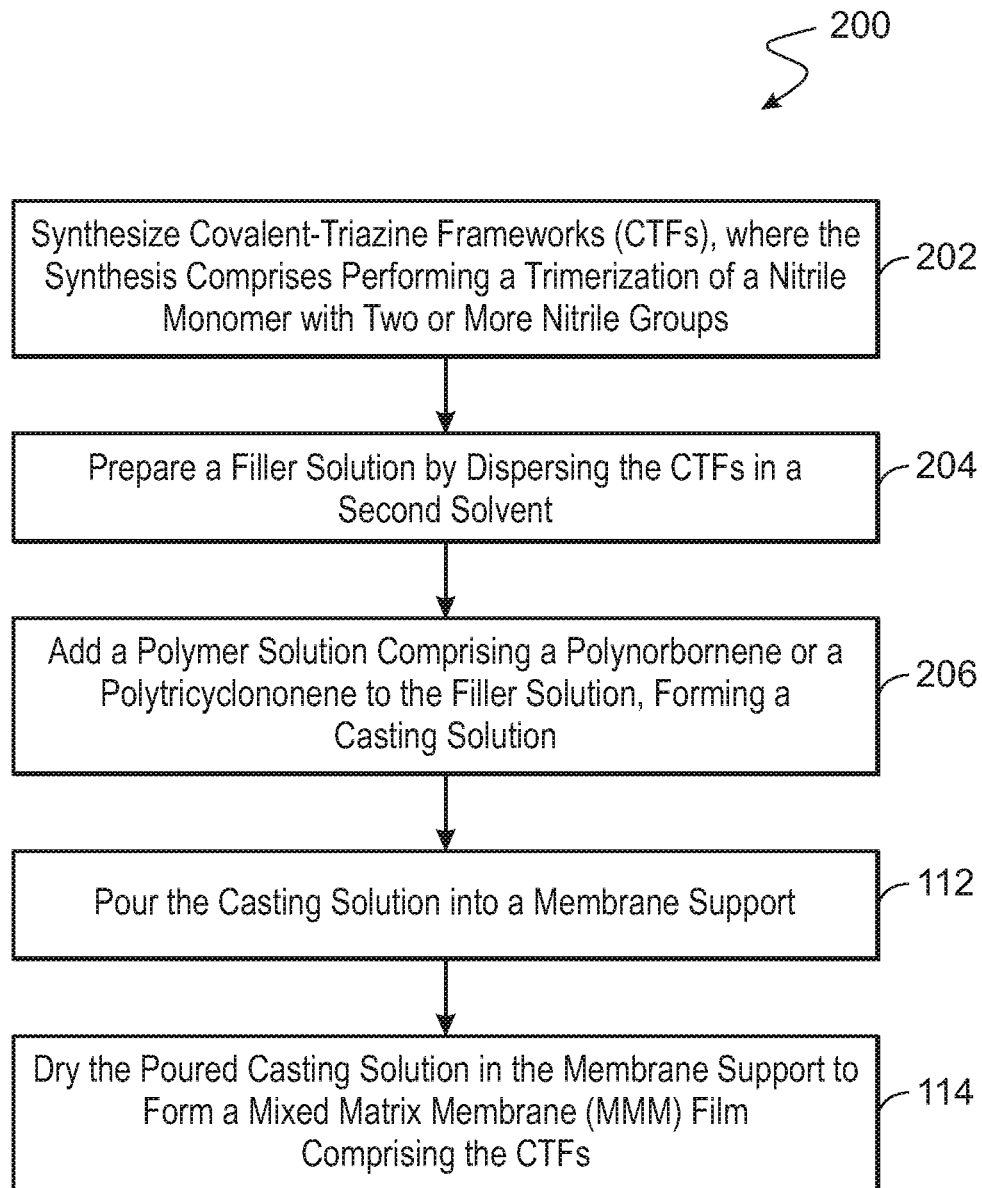 200
Synthesize Covalent-Triazine Frameworks (CTFs), where the
Synthesis Comprises Performing a Trimerization of a Nitrile
Monomer with Two or More Nitrile Groups
202
Prepare a Filler Solution by Dispersing the CTFs in a
Second Solvent
204
Add a Polymer Solution Comprising a Polynorbornene or a
Polytricyclononene to the Filler Solution, Forming a
Casting Solution
206
Pour the Casting Solution into a Membrane Support
112
Dry the Poured Casting Solution in the Membrane Support to
Form a Mixed Matrix Membrane (MMM) Film
Comprising the CTFs
114